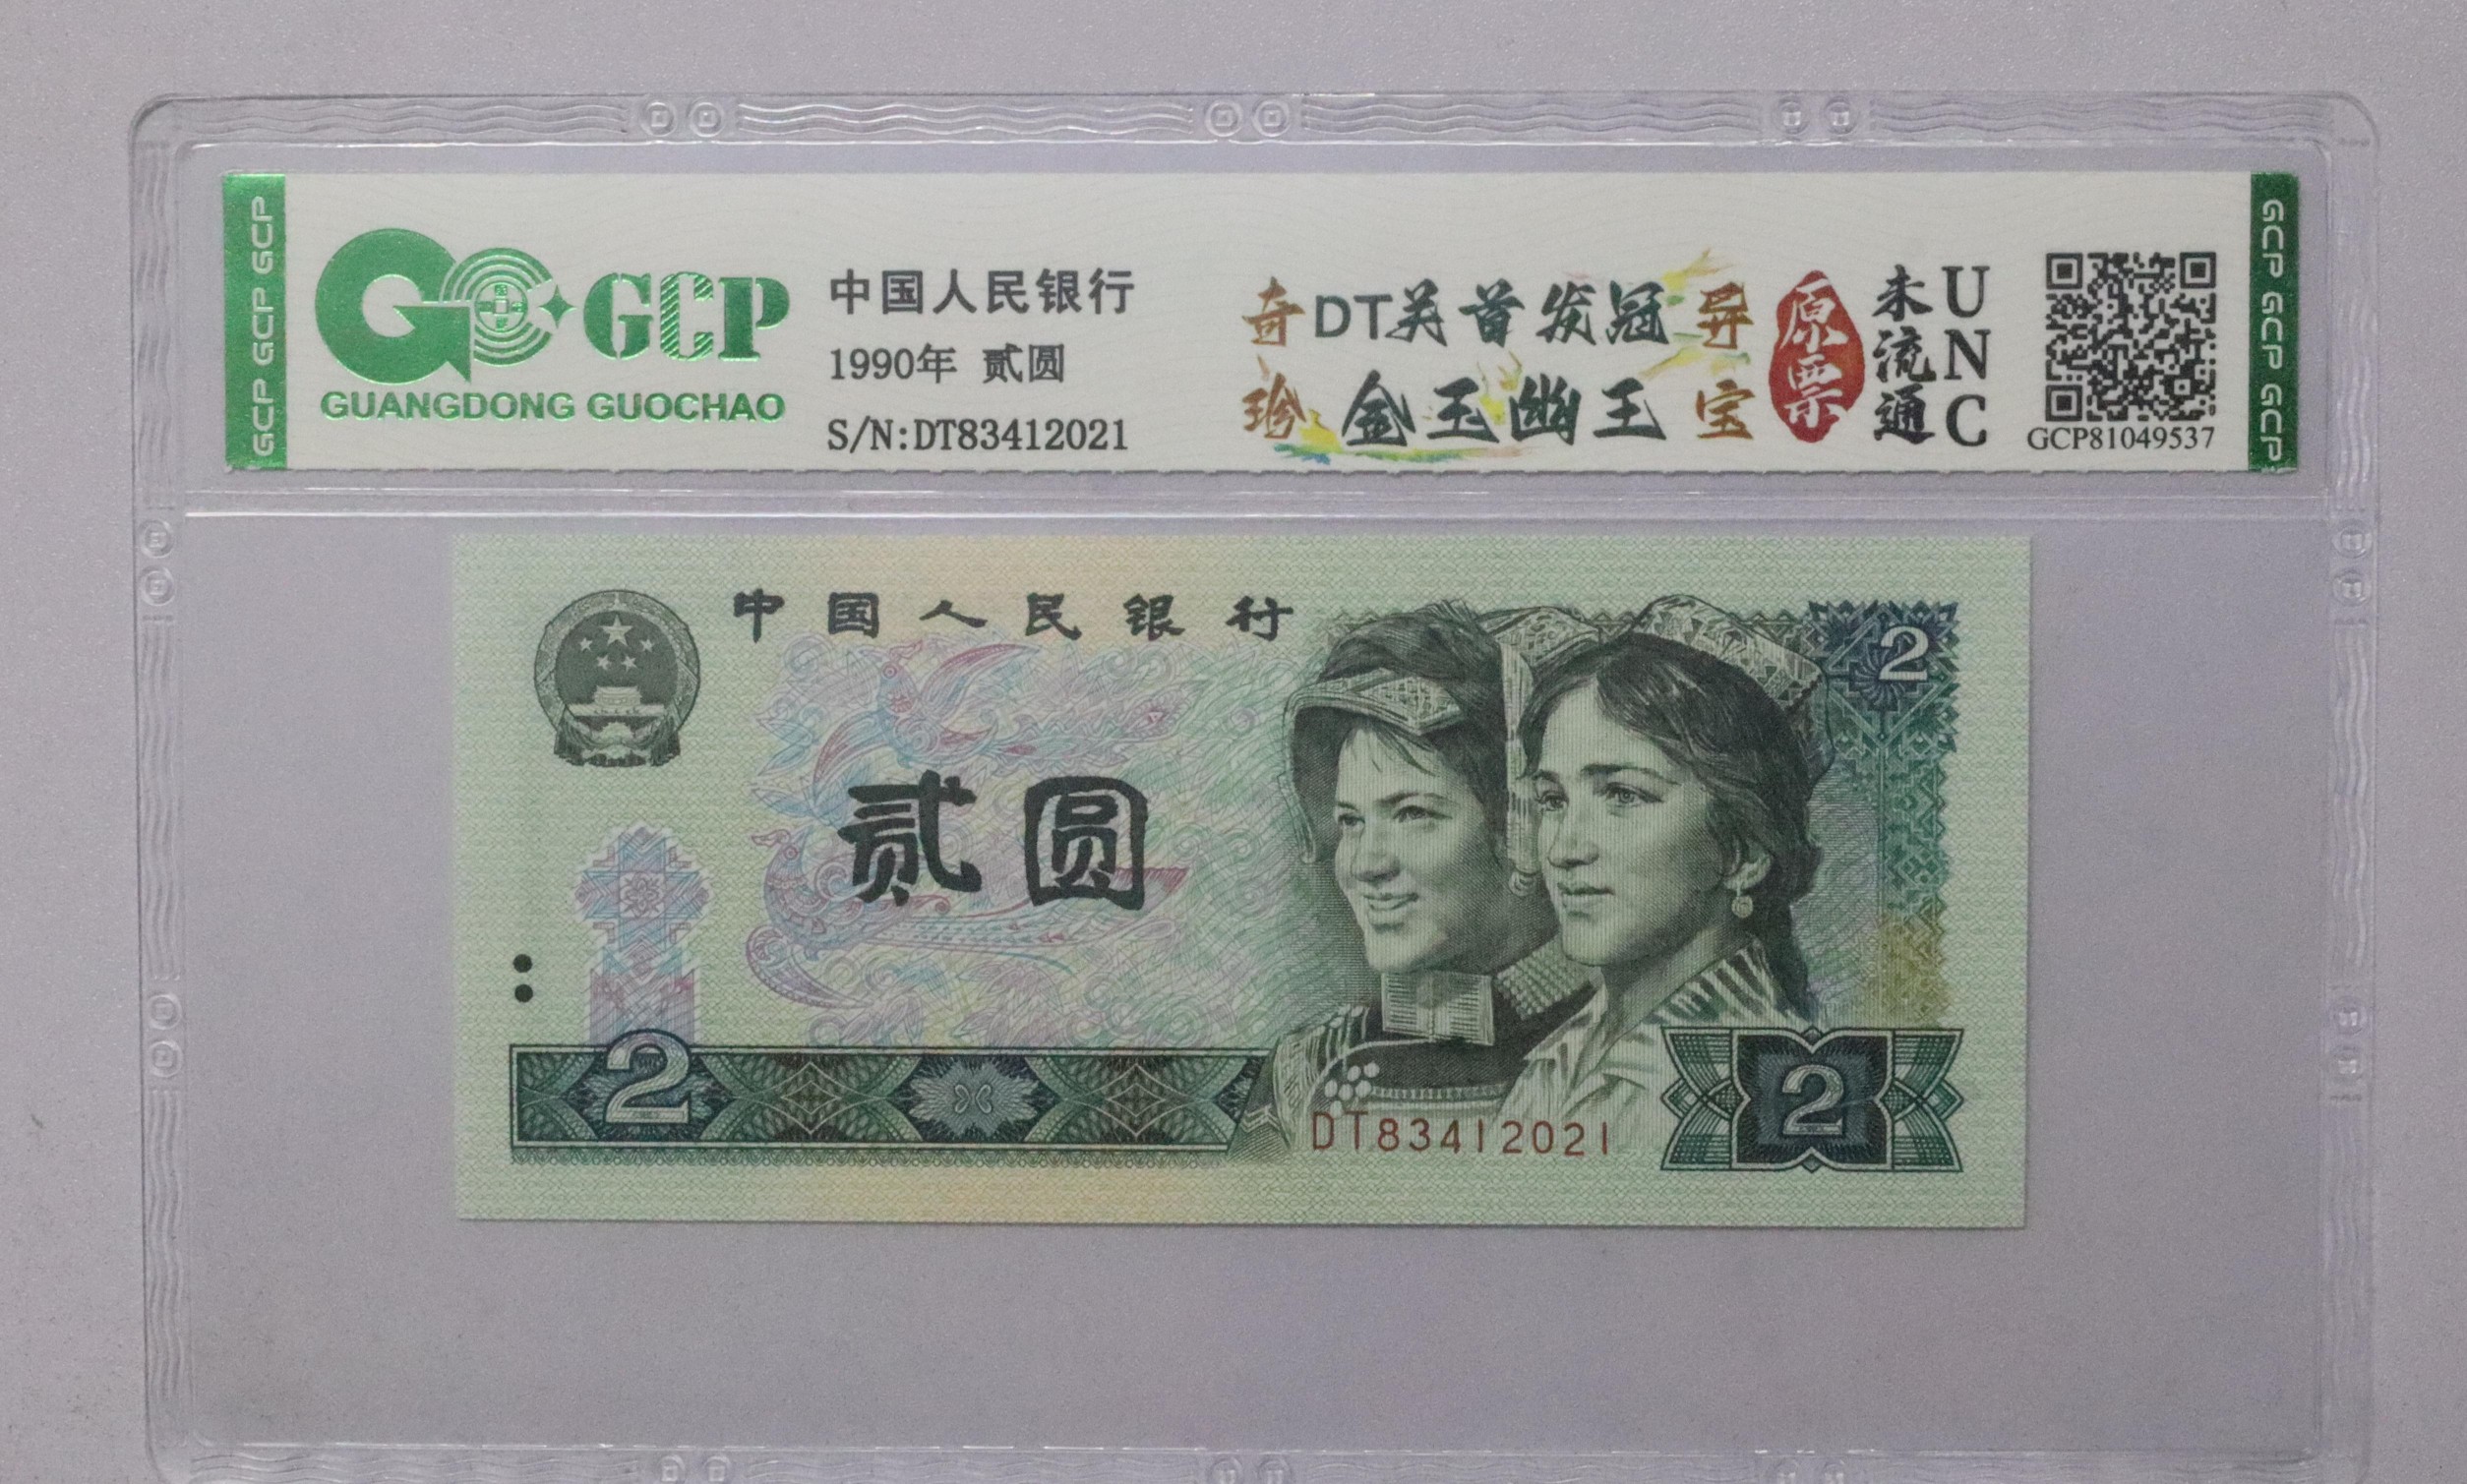 GCP GCP GCP
GCP
GUANGDONG GUOCHAO
中国人民银行
1990年 贰圆
S/N:DT83412021
奇珍
DT关首发冠
金玉幽王
异宝
原票
未流通
UNC
GCP81049537
GCP GCP GCP
中国人民银行
2
贰圆
2
DT83412021
2